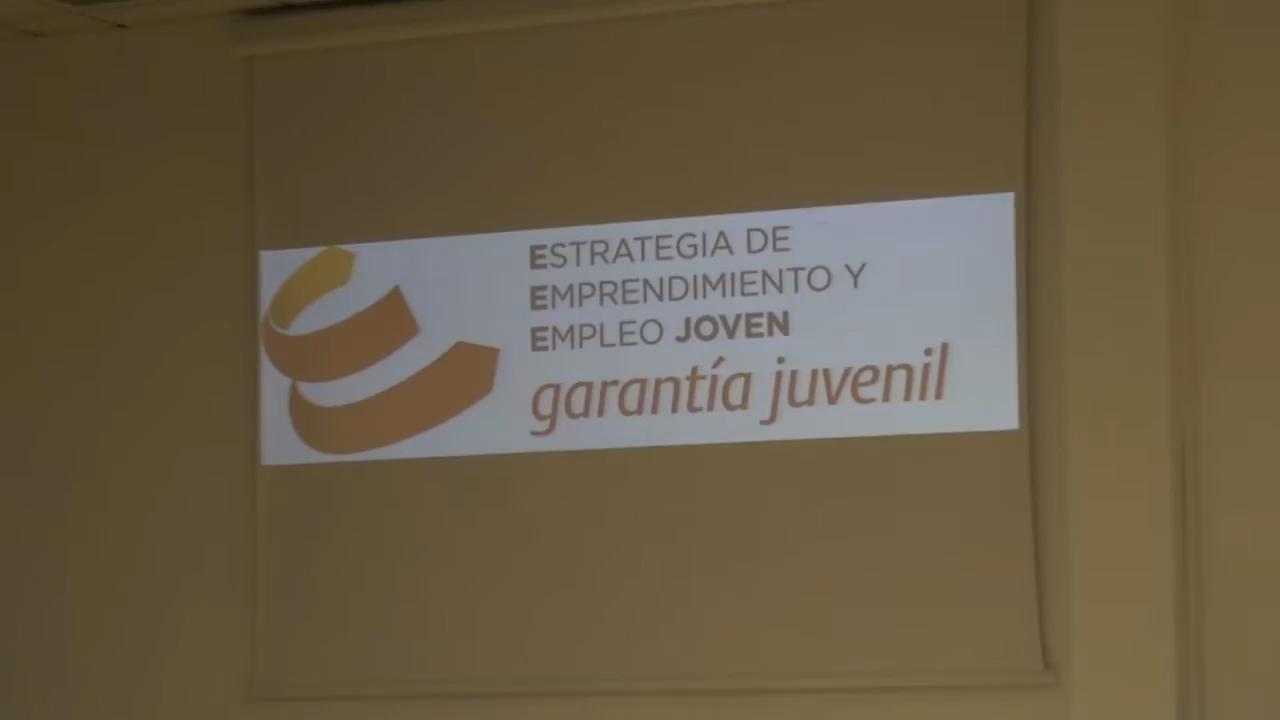 ESTRATEGIA DE
EMPRENDIMIENTO Y
EMPLEO JOVEN
garantía juvenil